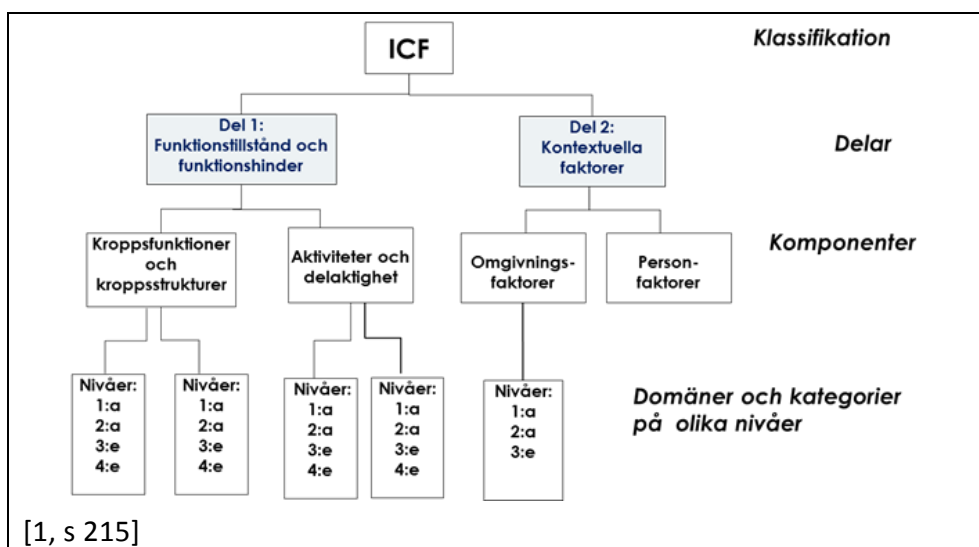 ICF
Klassifikation
Del 1:
Funktionstillstånd och
funktionshinder
Del 2:
Kontextuella
faktorer
Delar
Kroppsfunktioner
och
kroppsstrukturer
Aktiviteter och
delaktighet
Omgivnings-
faktorer
Person-
faktorer
Komponenter
Nivåer:
1:a
2:a
3:e
4:e
Nivåer:
1:a
2:a
3:e
4:e
Nivåer:
1:a
2:a
3:e
4:e
Nivåer:
1:a
2:a
3:e
4:e
Nivåer:
1:a
2:a
3:e
Domäner och kategorier
på olika nivåer
[1, s 215]